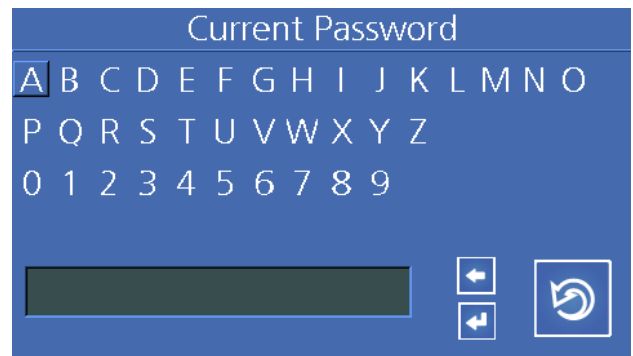 Current Password
A B C D E F G H I J K L M N O
P Q R S T U V W X Y Z
0 1 2 3 4 5 6 7 8 9